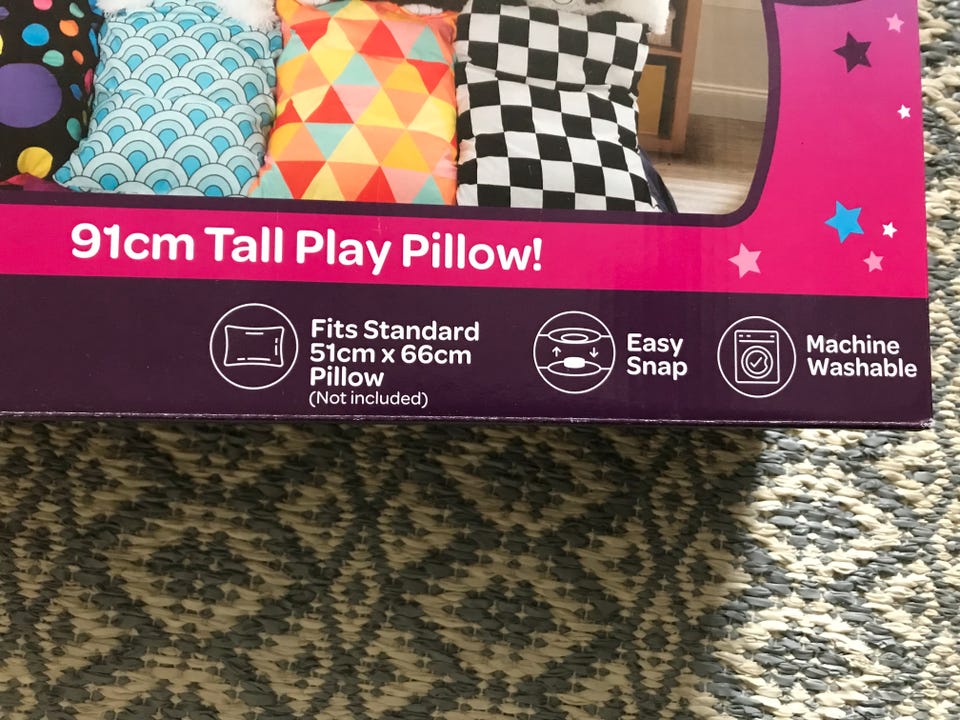 91cm Tall Play Pillow!
Fits Standard
51cm x 66cm
Pillow
(Not included)
Easy
Snap
Machine
Washable